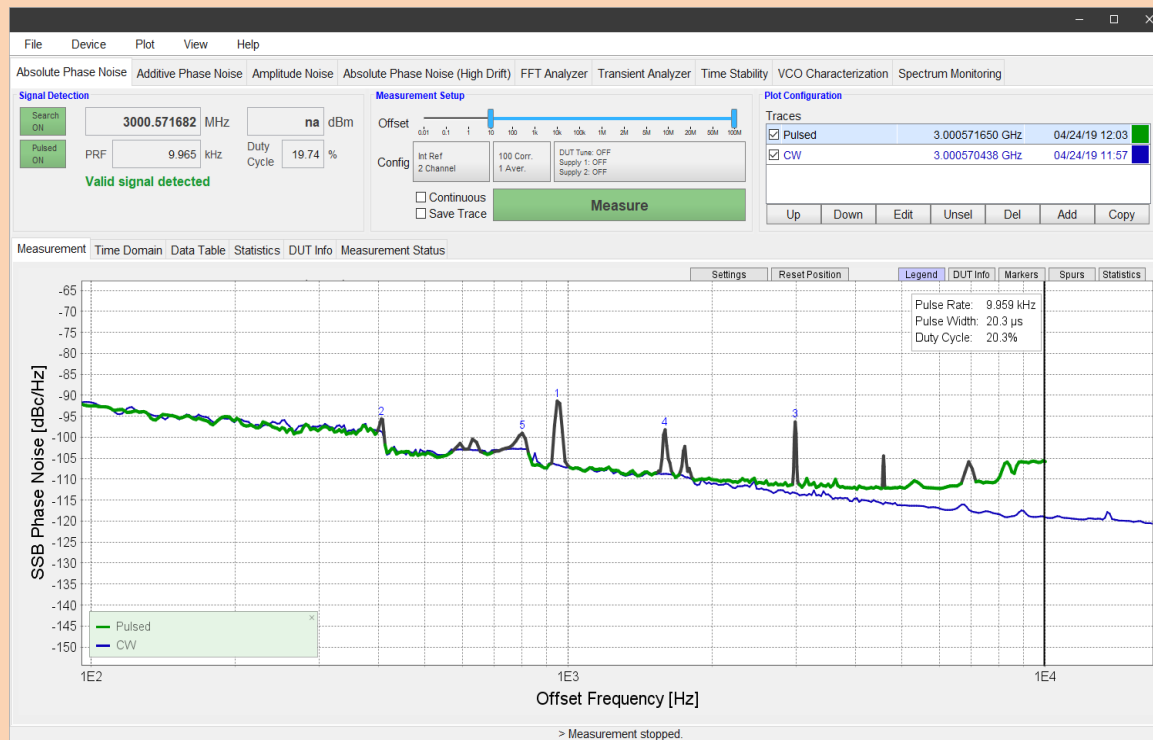 File Device Plot View Help
Absolute Phase Noise Additive Phase Noise Amplitude Noise Absolute Phase Noise (High Drift) FFT Analyzer Transient Analyzer Time Stability VCO Characterization Spectrum Monitoring
Signal Detection
Search
ON
3000.571682 MHz
na dBm
Pulsed
ON
PRF 9.965 kHz
Duty
Cycle
19.74 %
Valid signal detected
Measurement Setup
Offset
0.01 0.1 1 10 100 1k 10k 100k 1M 2M 5M 10M 20M 50M 100M
Config
Int Ref
2 Channel
100 Corr.
1 Aver.
DUT Tune: OFF
Supply 1: OFF
Supply 2: OFF
Continuous
Save Trace
Measure
Plot Configuration
Traces
Pulsed 3.000571650 GHz 04/24/19 12:03
CW 3.000570438 GHz 04/24/19 11:57
Up Down Edit Unsel Del Add Copy
Measurement Time Domain Data Table Statistics DUT Info Measurement Status
Settings Reset Position Legend DUT Info Markers Spurs Statistics
Pulse Rate: 9.959 kHz
Pulse Width: 20.3 µs
Duty Cycle: 20.3%
SSB Phase Noise [dBc/Hz]
-65
-70
-75
-80
-85
-90
-95
-100
-105
-110
-115
-120
-125
-130
-135
-140
-145
-150
2
5
1
4
3
Pulsed
CW
1E2 1E3 1E4
Offset Frequency [Hz]
> Measurement stopped.